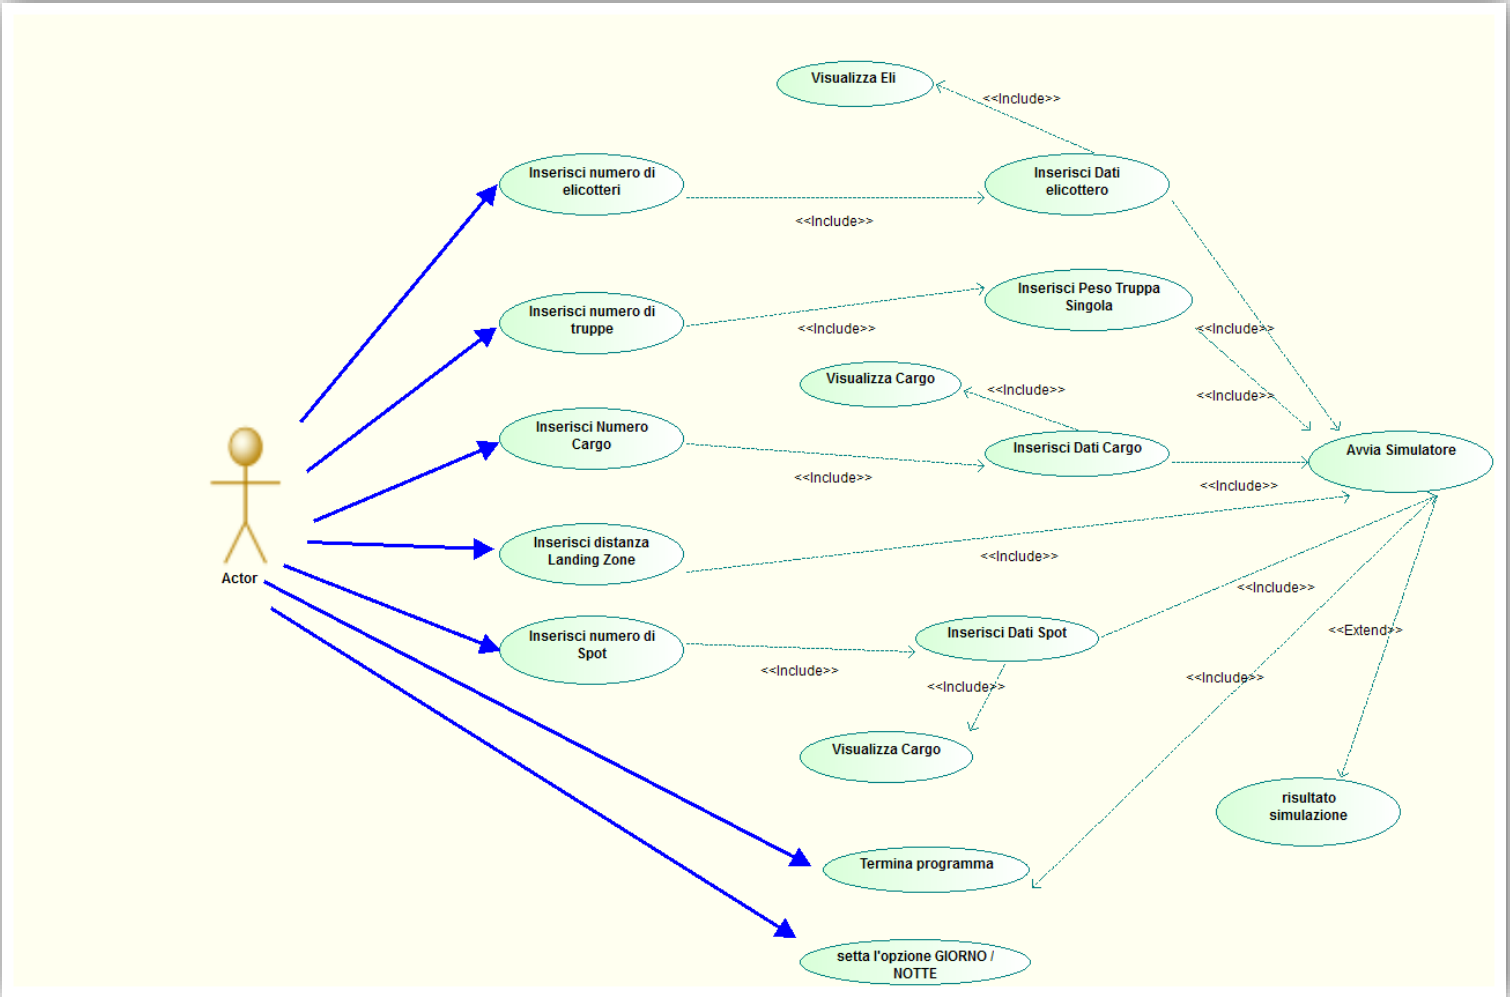 Visualizza Eli
<<Include>>
Inserisci numero di
elicotteri
<<Include>>
Inserisci Dati
elicottero
Inserisci numero di
truppe
<<Include>>
Inserisci Peso Truppa
Singola
<<Include>>
Visualizza Cargo
<<Include>>
<<Include>>
Inserisci Numero
Cargo
<<Include>>
Inserisci Dati Cargo
<<Include>>
Avvia Simulatore
Actor
Inserisci distanza
Landing Zone
<<Include>>
Inserisci numero di
Spot
<<Include>>
Inserisci Dati Spot
<<Include>>
<<Include>>
<<Extend>>
<<Include>>
Visualizza Cargo
risultato
simulazione
Termina programma
setta l'opzione GIORNO /
NOTTE